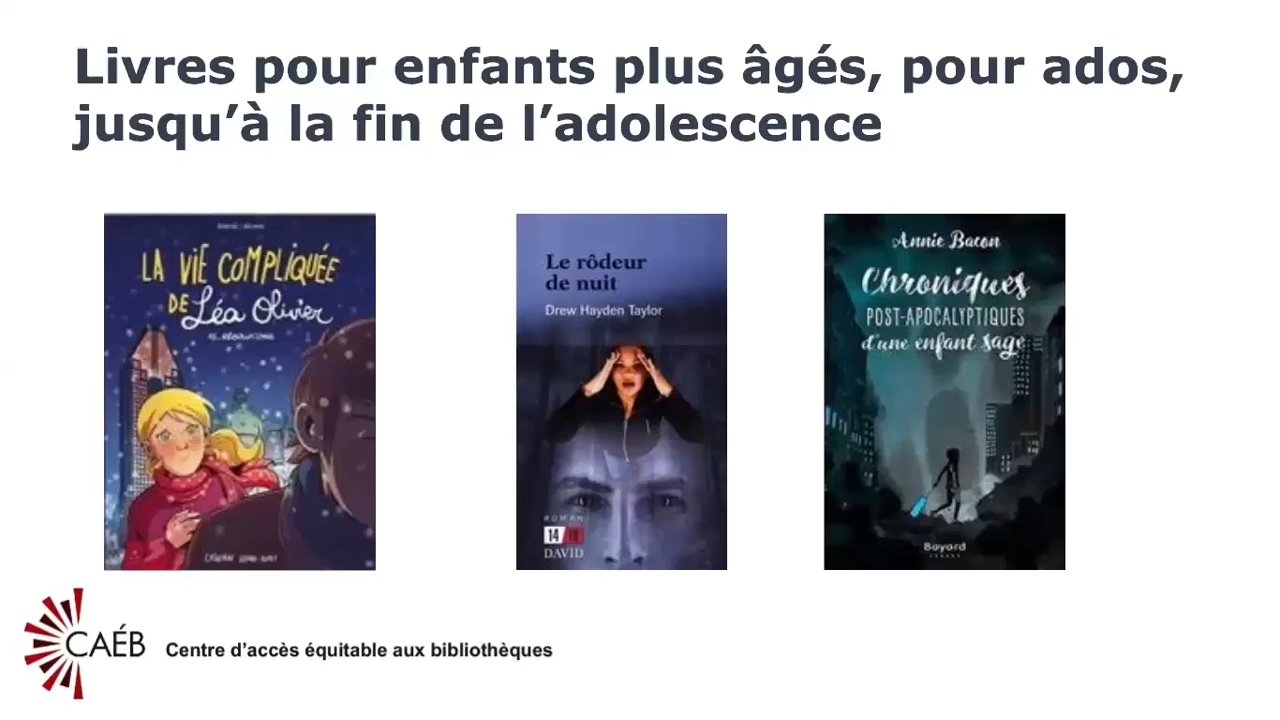 Livres pour enfants plus âgés, pour ados,
jusqu’à la fin de l’adolescence
LA VIE COMPLIQUÉE
DE Léa Olivier
Le rôdeur
de nuit
Drew Hayden Taylor
ROMAN
14 18
DAVID
Annie Bacon
Chroniques
POST-APOCALYPTIQUES
d'une enfant sage
Bayard
CAÉB
Centre d’accès équitable aux bibliothèques